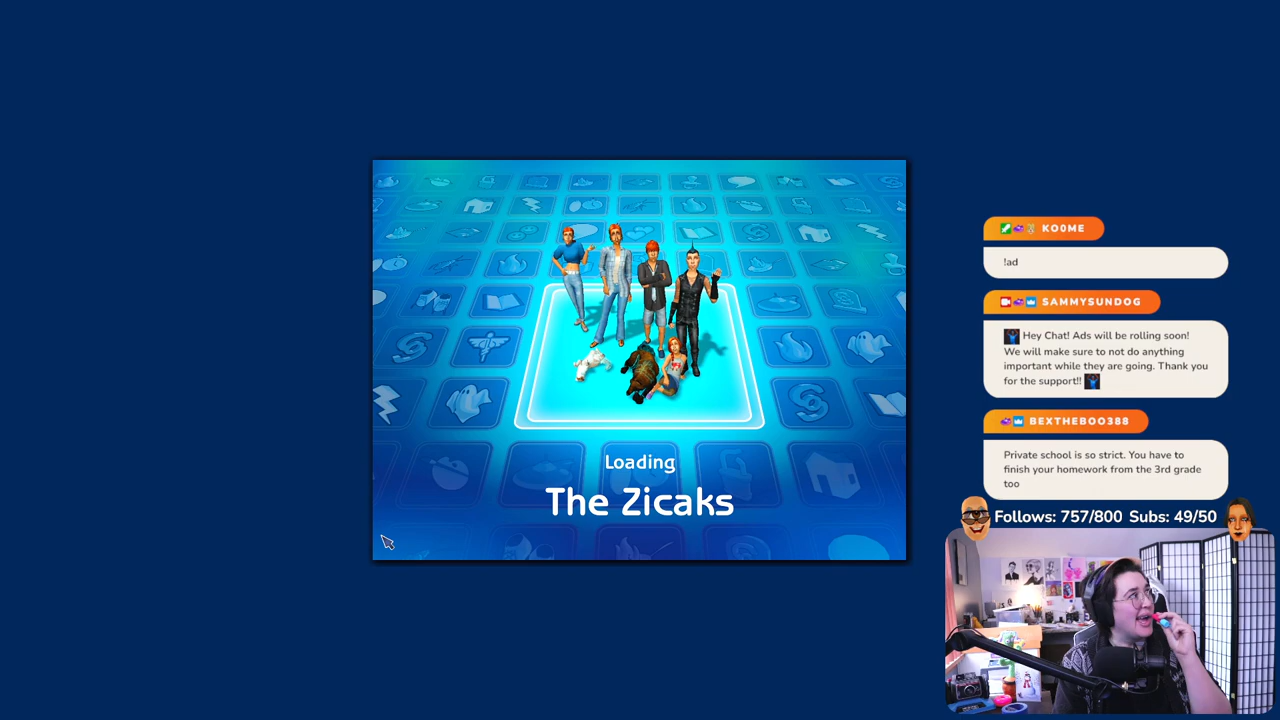 Loading
The Zicaks
KO0ME
!ad
SAMMYSUNDOG
Hey Chat! Ads will be rolling soon!
We will make sure to not do anything
important while they are going. Thank you
for the support!!
BEXTHEBOO388
Private school is so strict. You have to
finish your homework from the 3rd grade
too
Follows: 757/800 Subs: 49/50